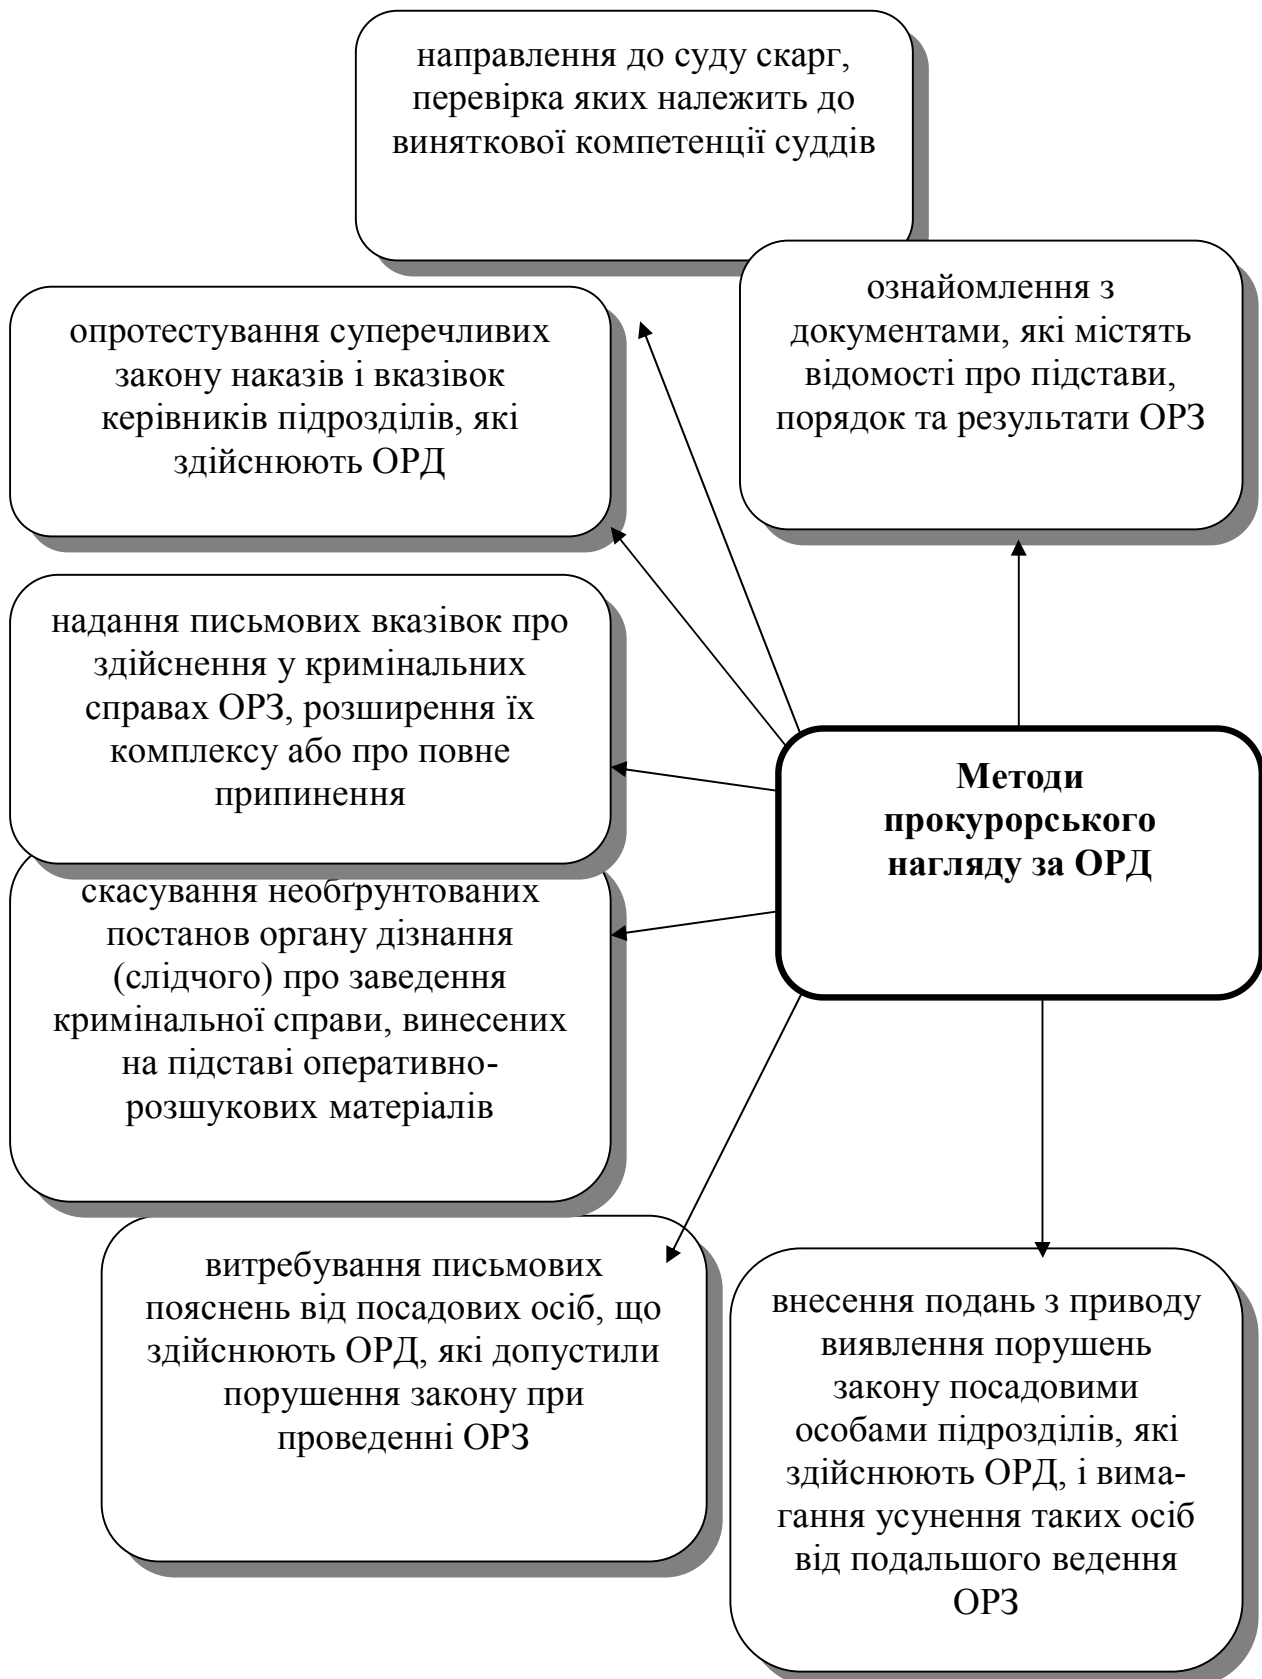 направлення до суду скарг,
перевірка яких належить до
виняткової компетенції суддів
ознайомлення з
документами, які містять
відомості про підстави,
порядок та результати ОРЗ
опротестування суперечливих
закону наказів і вказівок
керівників підрозділів, які
здійснюють ОРД
надання письмових вказівок про
здійснення у кримінальних
справах ОРЗ, розширення їх
комплексу або про повне
припинення
Методи
прокурорського
нагляду за ОРД
скасування необґрунтованих
постанов органу дізнання
(слідчого) про заведення
кримінальної справи, винесених
на підставі оперативно-
розшукових матеріалів
витребування письмових
пояснень від посадових осіб, що
здійснюють ОРД, які допустили
порушення закону при
проведенні ОРЗ
внесення подань з приводу
виявлення порушень
закону посадовими
особами підрозділів, які
здійснюють ОРД, і вима-
гання усунення таких осіб
від подальшого ведення
ОРЗ